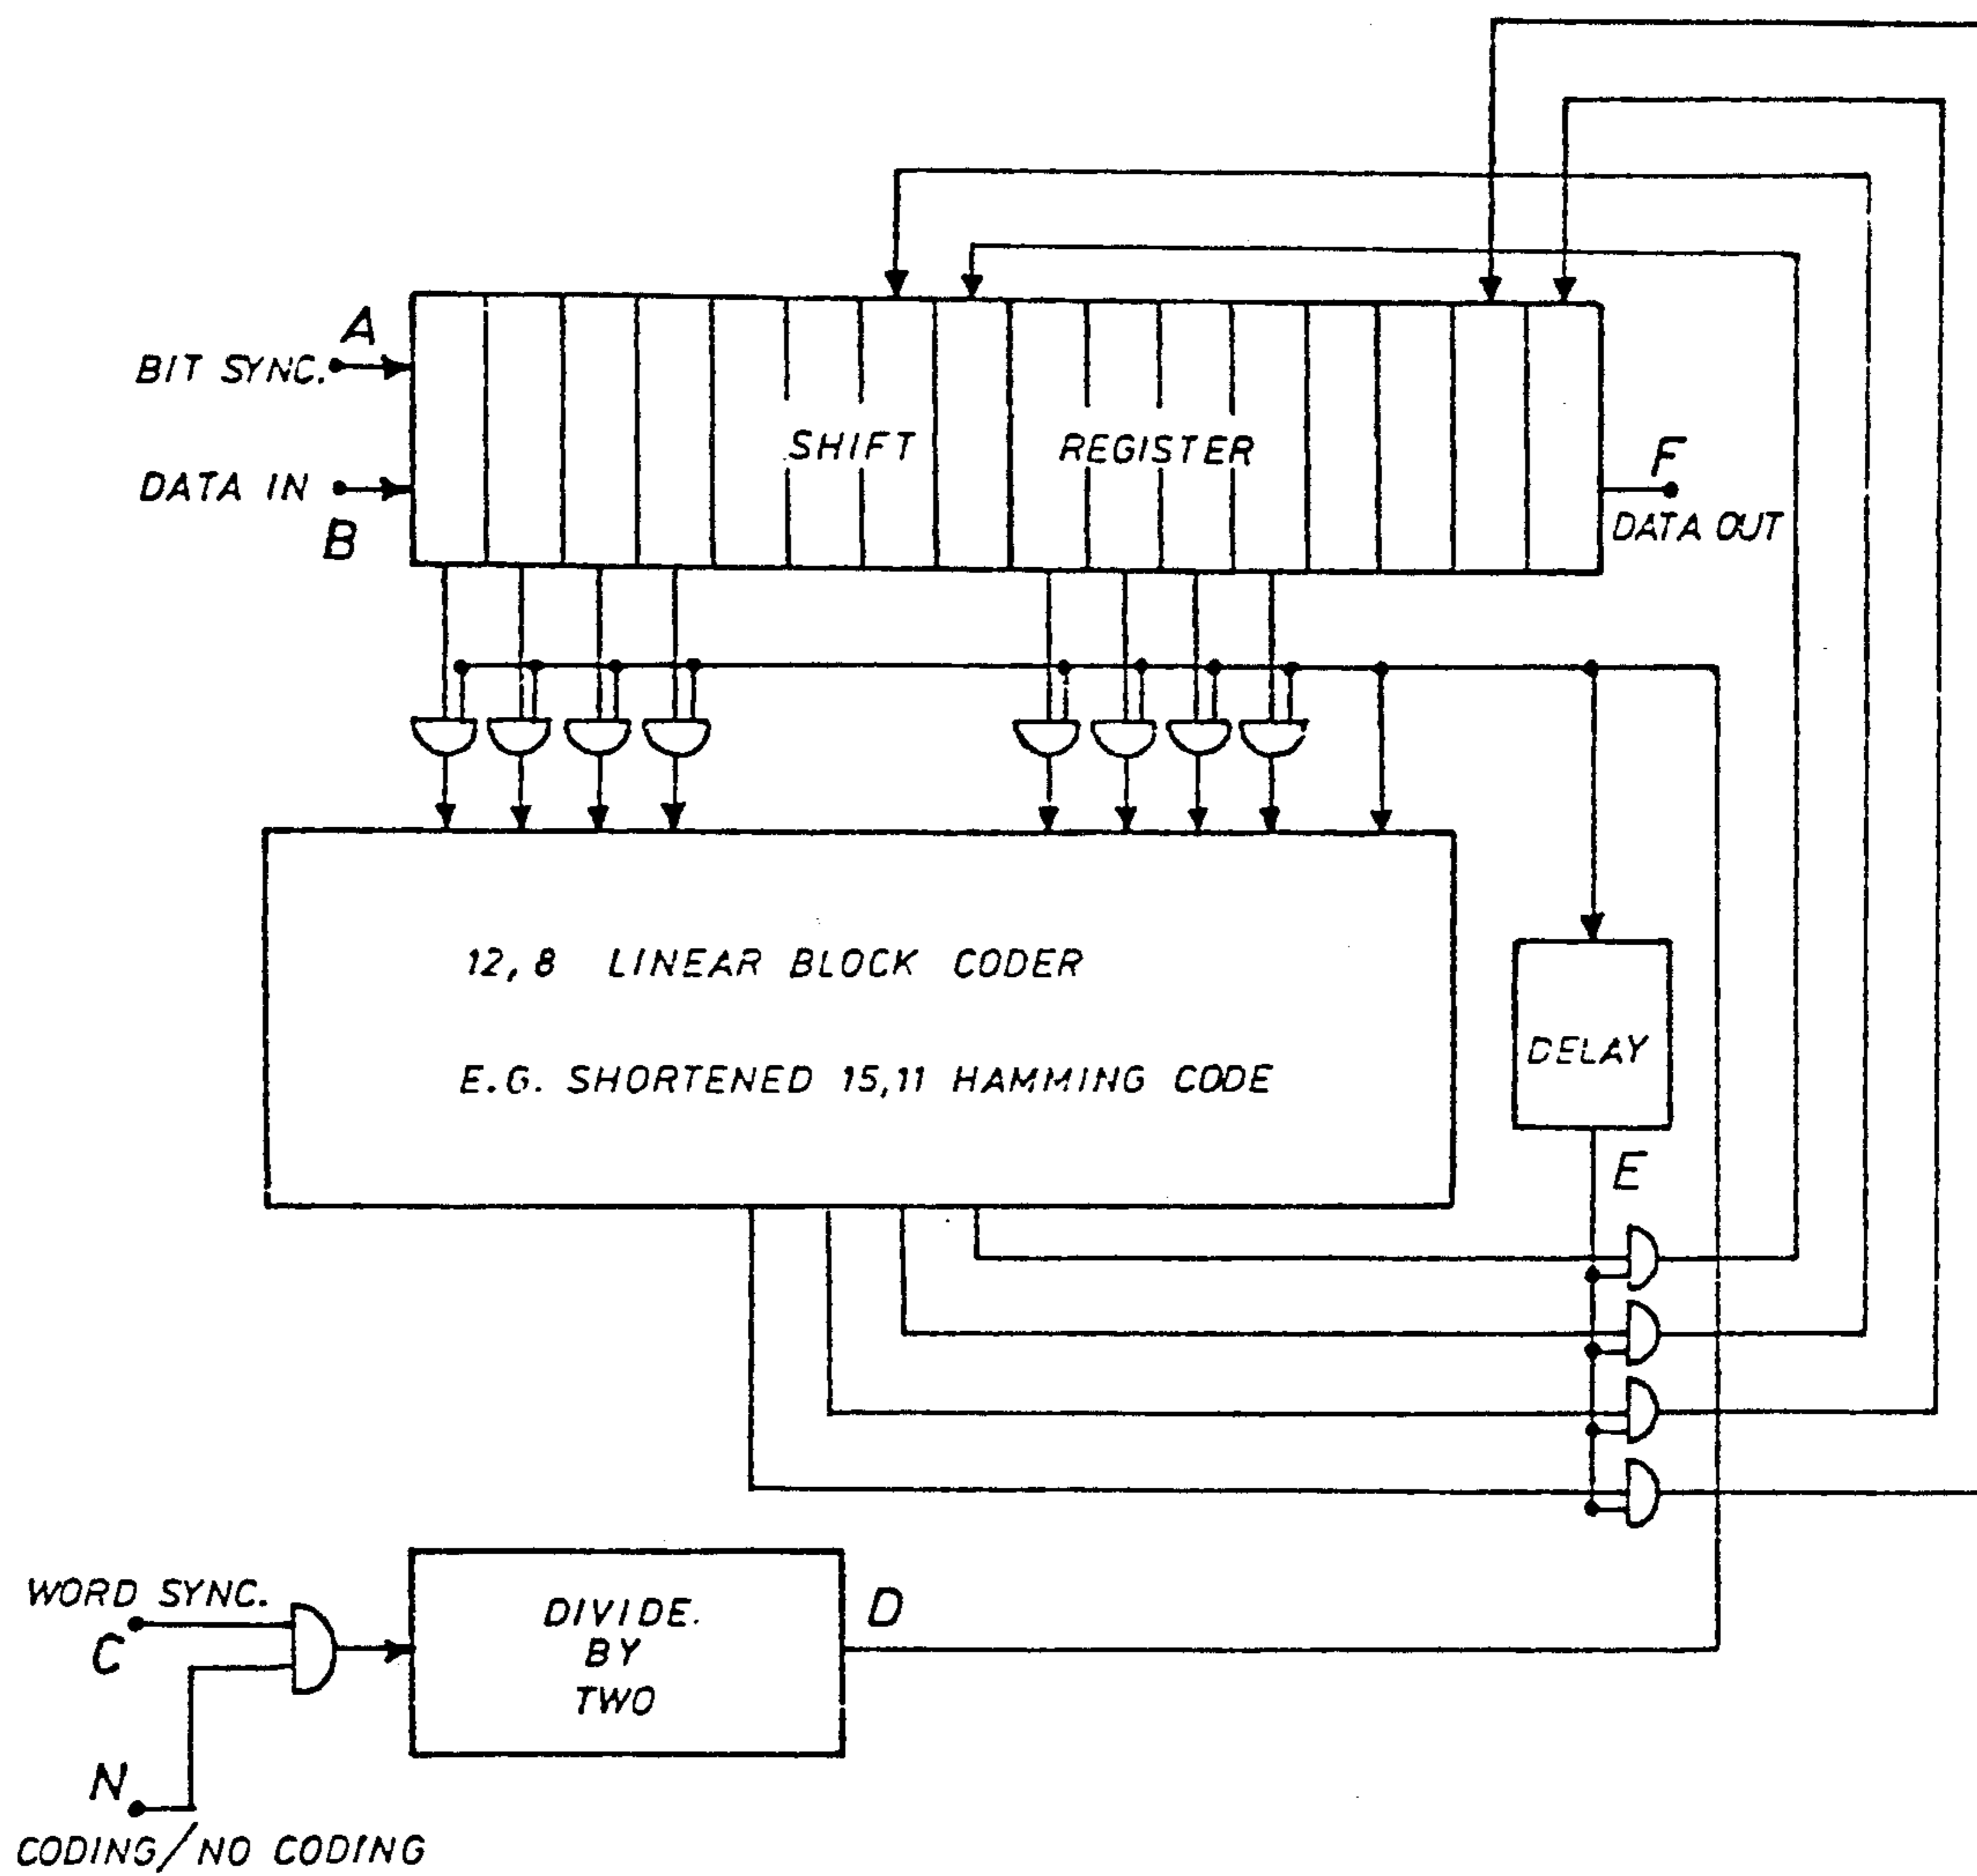 A
BIT SYNC.
SHIFT REGISTER
F
DATA IN
DATA OUT
B
12,8 LINEAR BLOCK CODER
E.G. SHORTENED 15,11 HAMMING CODE
DELAY
E
WORD SYNC.
C
DIVIDE.
BY
TWO
D
N
CODING/NO CODING